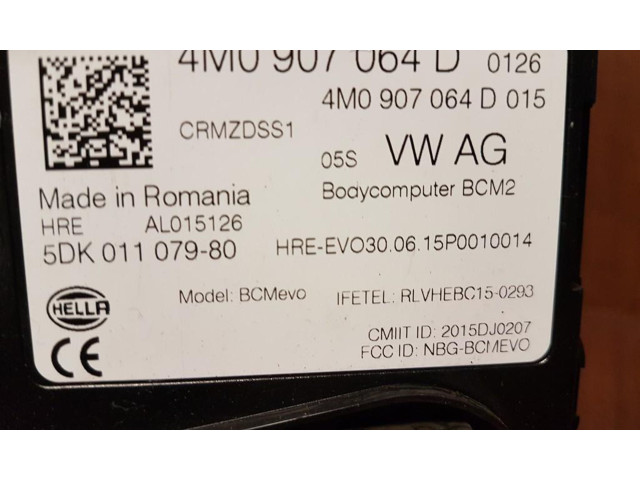 4M0 907 064 D 0126
4M0 907 064 D 015
CRMZDSS1
05S VW AG
Made in Romania
Bodycomputer BCM2
HRE AL015126
5DK 011 079-80
HRE-EVO30.06.15P0010014
Model: BCMevo
IFETEL: RLVHEBC15-0293
HELLA
CMIIT ID: 2015DJ0207
CE
FCC ID: NBG-BCMEVO